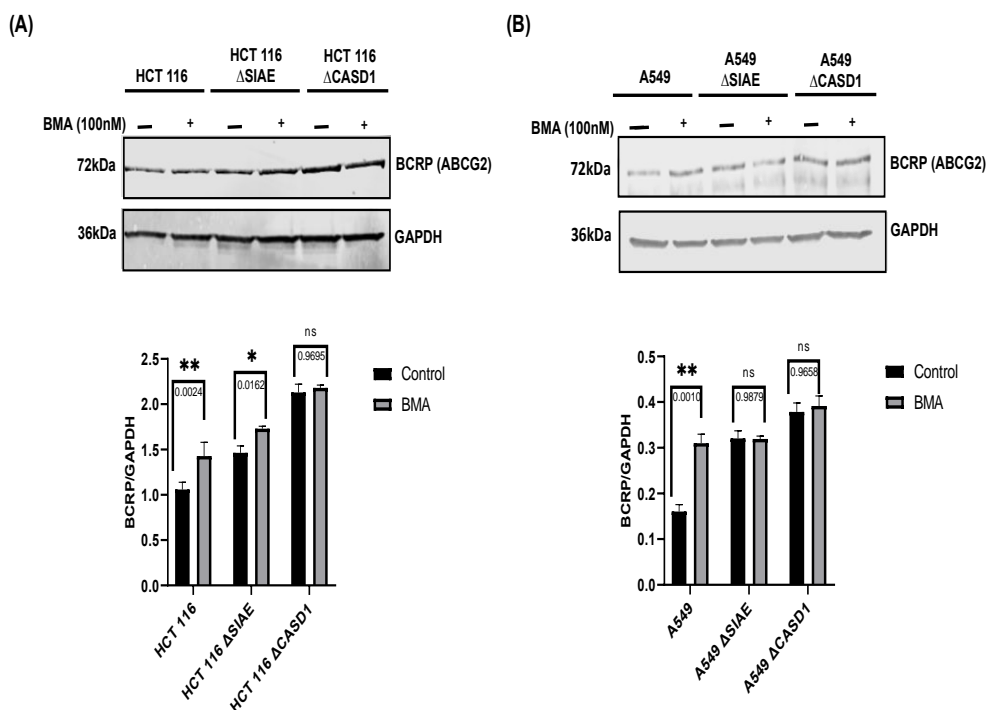 (A)
HCT 116
HCT 116
ΔSIAE
HCT 116
ΔCASD1
BMA (100nM)
— + — + — +
72kDa
BCRP (ABCG2)
36kDa
GAPDH
BCRP/GAPDH
2.5
2.0
1.5
1.0
0.5
0.0
**
0.0024
*
0.0162
ns
0.9695
Control
BMA
HCT 116
HCT 116 ΔSIAE
HCT 116 ΔCASD1
(B)
A549
A549
ΔSIAE
A549
ΔCASD1
BMA (100nM)
— + — + — +
72kDa
BCRP (ABCG2)
36kDa
GAPDH
BCRP/GAPDH
0.5
0.4
0.3
0.2
0.1
0.0
**
0.0010
ns
0.9879
ns
0.9658
Control
BMA
A549
A549 ΔSIAE
A549 ΔCASD1